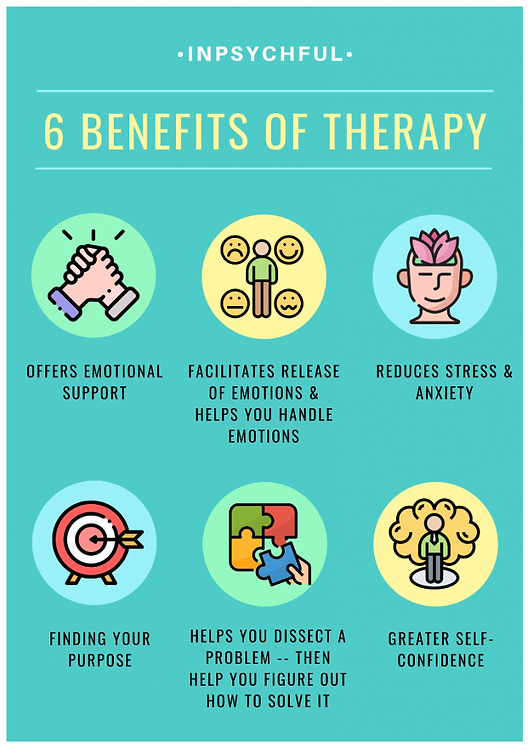 •INPSYCHFUL•
6 BENEFITS OF THERAPY
OFFERS EMOTIONAL
SUPPORT
FACILITATES RELEASE
OF EMOTIONS &
HELPS YOU HANDLE
EMOTIONS
REDUCES STRESS &
ANXIETY
FINDING YOUR
PURPOSE
HELPS YOU DISSECT A
PROBLEM -- THEN
HELP YOU FIGURE OUT
HOW TO SOLVE IT
GREATER SELF-
CONFIDENCE